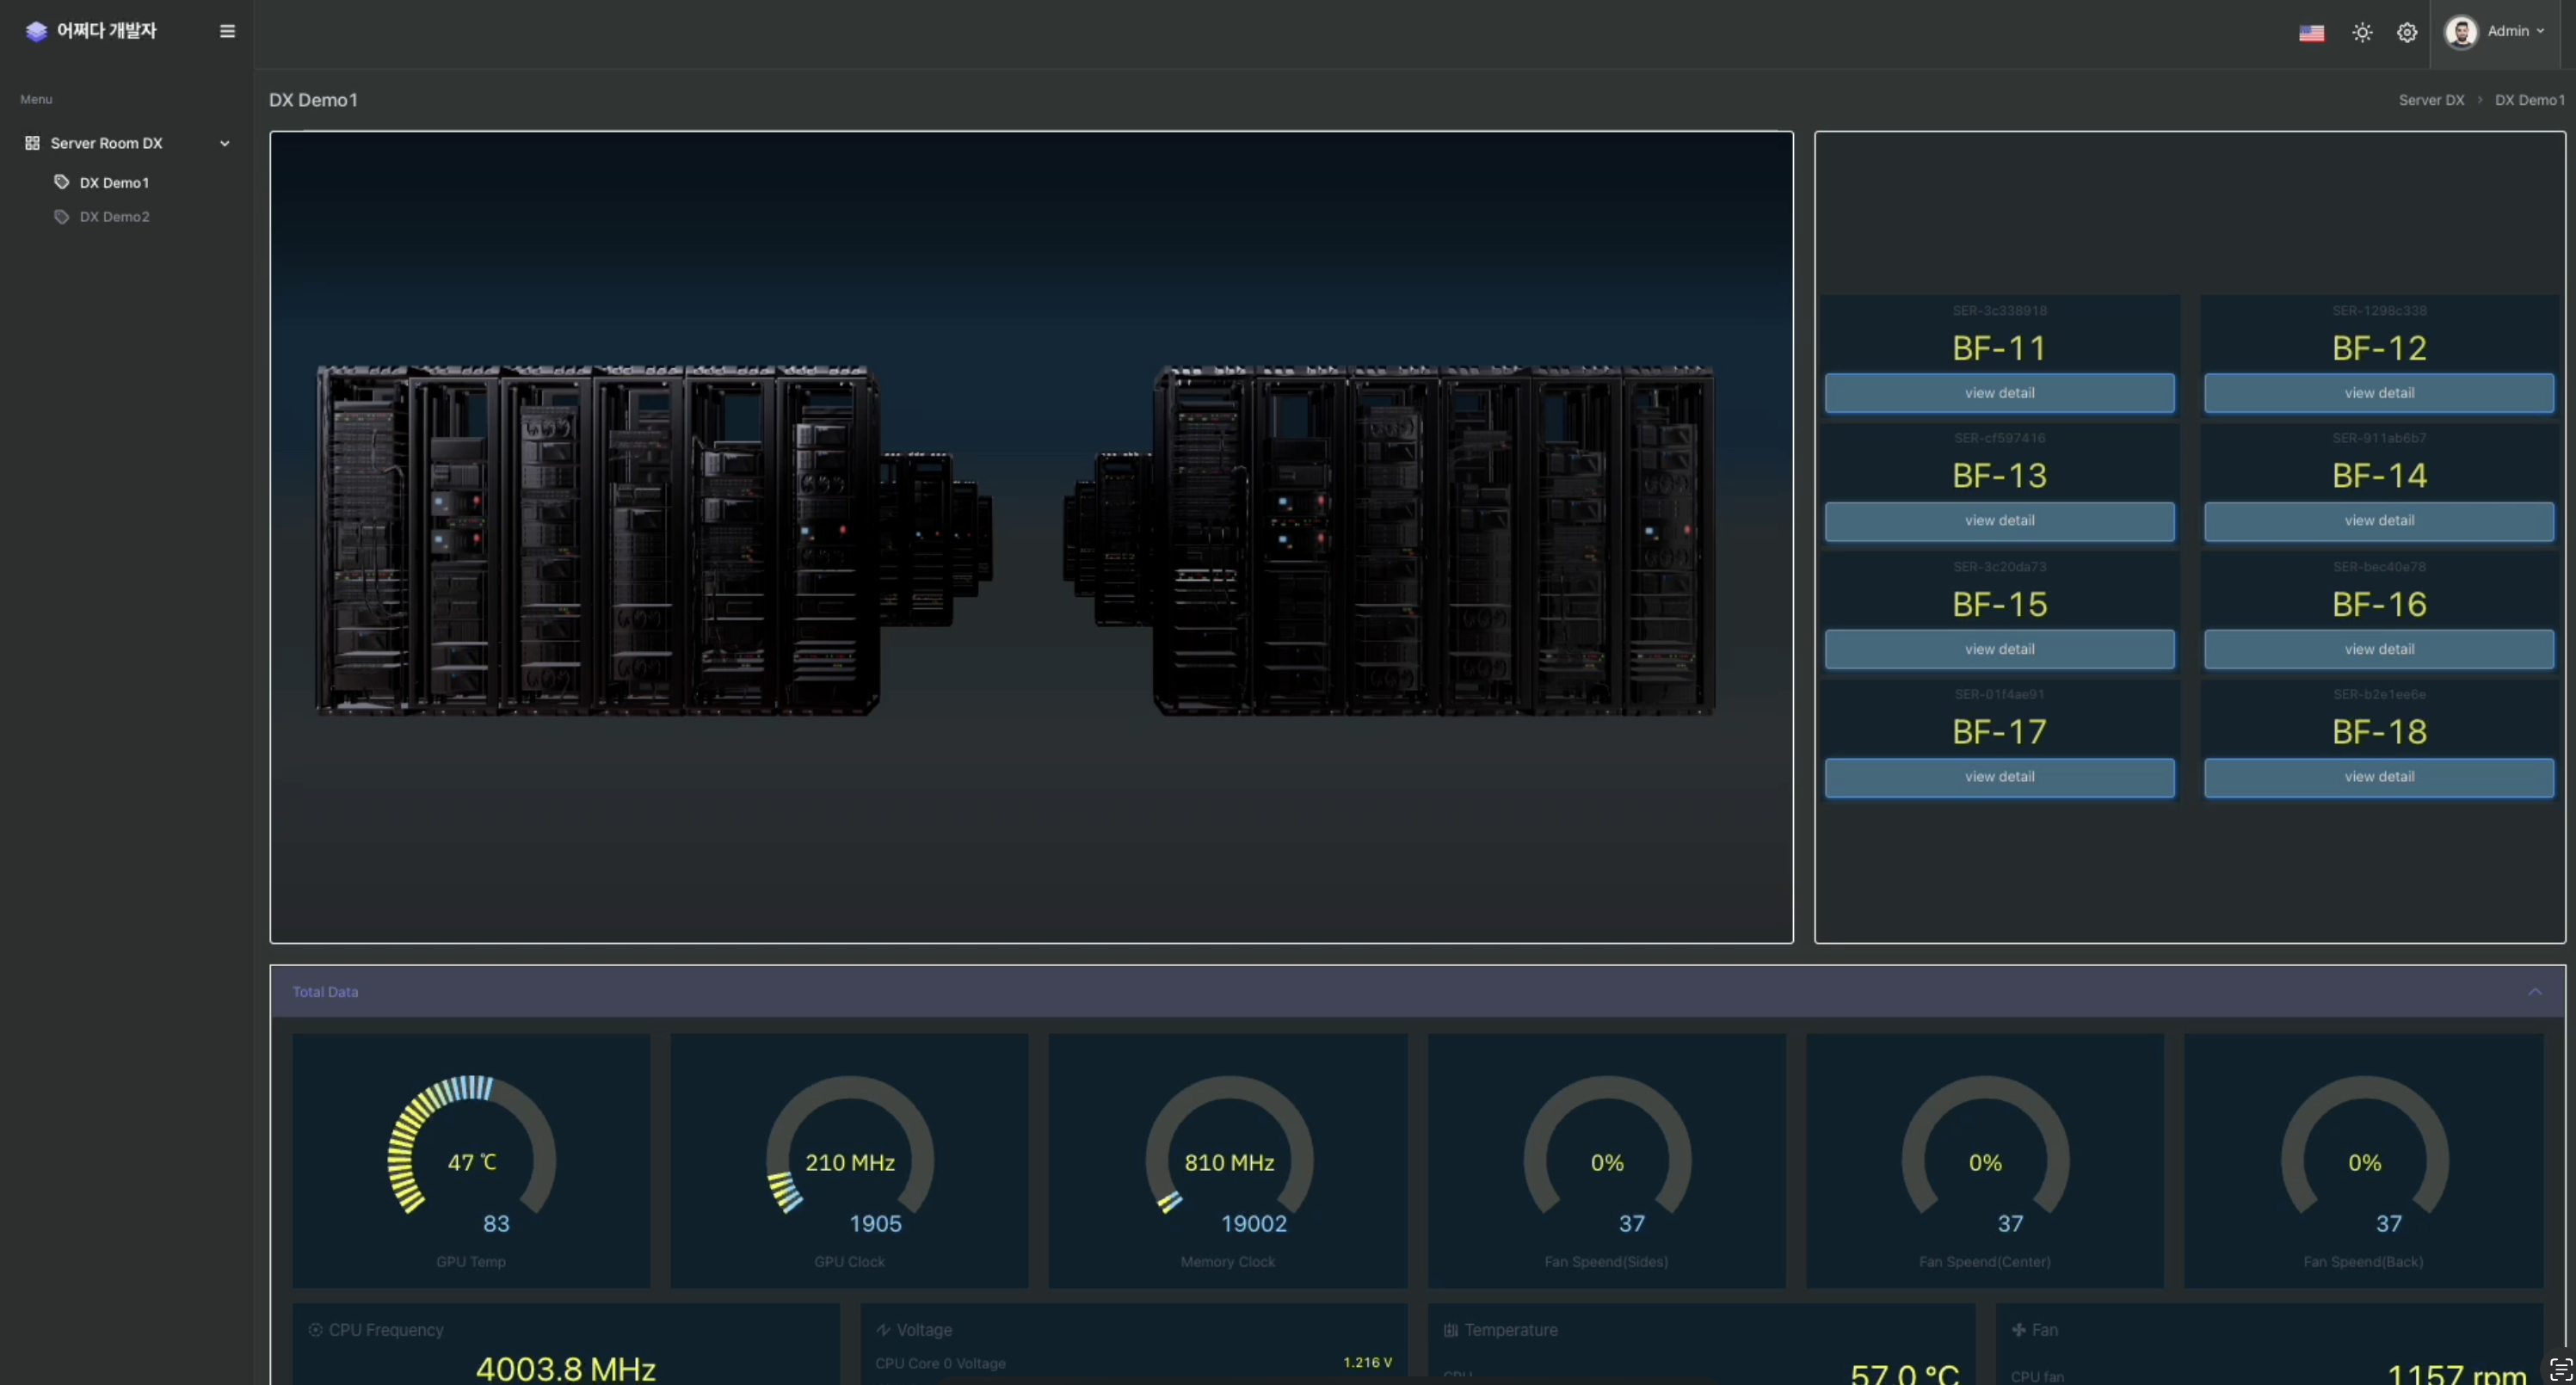 어쩌다 개발자
Admin
Menu
Server Room DX
DX Demo1
DX Demo2
DX Demo1
Server DX > DX Demo1
SER-3c338918
BF-11
view detail
SER-1298c338
BF-12
view detail
SER-cf597416
BF-13
view detail
SER-911ab6b7
BF-14
view detail
SER-3c20da73
BF-15
view detail
SER-bec40e78
BF-16
view detail
SER-01f4ae91
BF-17
view detail
SER-b2e1ee6e
BF-18
view detail
Total Data
47 ℃
83
GPU Temp
210 MHz
1905
GPU Clock
810 MHz
19002
Memory Clock
0%
37
Fan Speend(Sides)
0%
37
Fan Speend(Center)
0%
37
Fan Speend(Back)
CPU Frequency
4003.8 MHz
Voltage
CPU Core 0 Voltage 1.216 V
Temperature
CPU 57.0 °C
Fan
CPU fan 1157 rpm